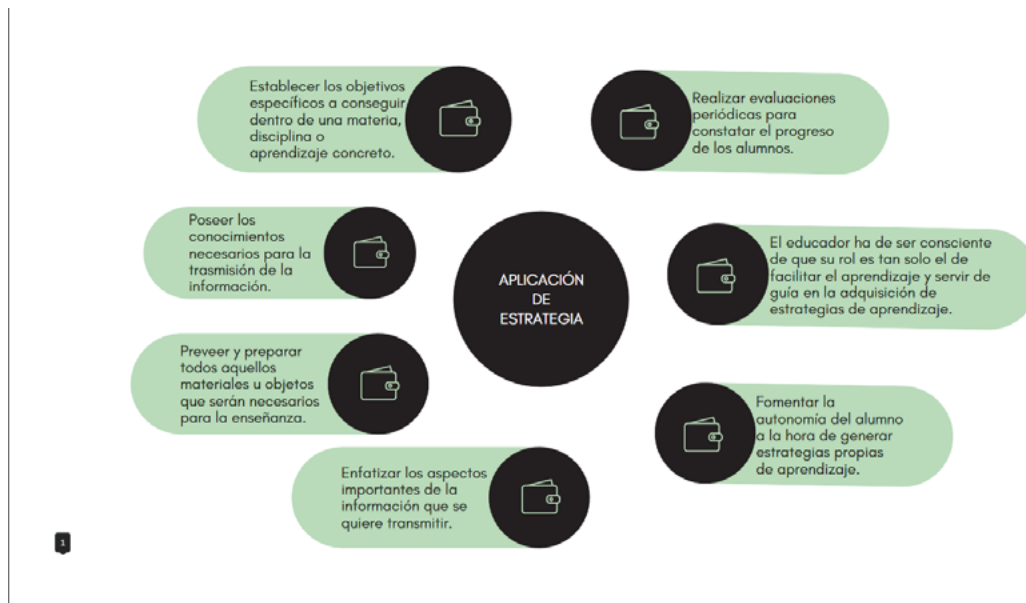 Establecer los objetivos
específicos a conseguir
dentro de una materia,
disciplina o
aprendizaje concreto.
Realizar evaluaciones
periódicas para
constatar el progreso
de los alumnos.
Poseer los
conocimientos
necesarios para la
trasmisión de la
información.
APLICACIÓN
DE
ESTRATEGIA
El educador ha de ser consciente
de que su rol es tan solo el de
facilitar el aprendizaje y servir de
guía en la adquisición de
estrategias de aprendizaje.
Preveer y preparar
todos aquellos
materiales u objetos
que serán necesarios
para la enseñanza.
Fomentar la
autonomía del alumno
a la hora de generar
estrategias propias
de aprendizaje.
Enfatizar los aspectos
importantes de la
información que se
quiere transmitir.
1